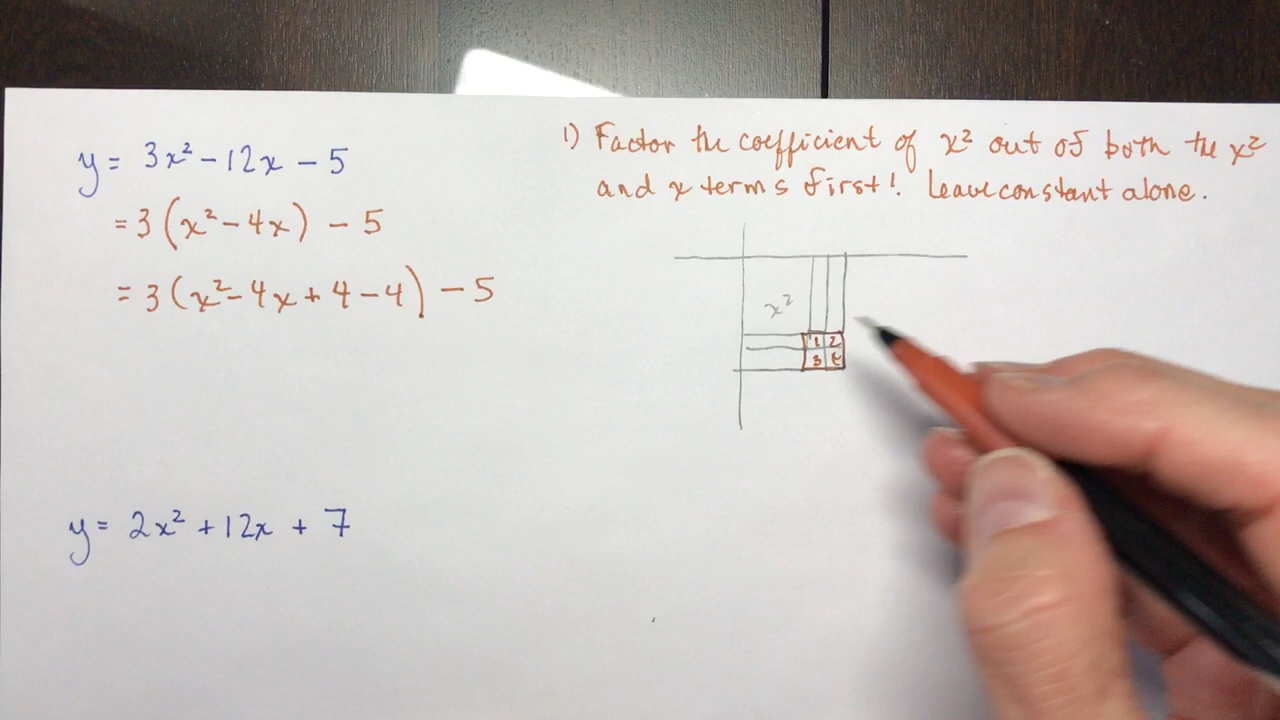 y = 3x² - 12x - 5
= 3(x² - 4x) - 5
= 3(x² - 4x + 4 - 4) - 5
y = 2x² + 12x + 7
1) Factor the coefficient of x² out of both the x²
and x terms first! Leave constant alone.
x²
1 2
3